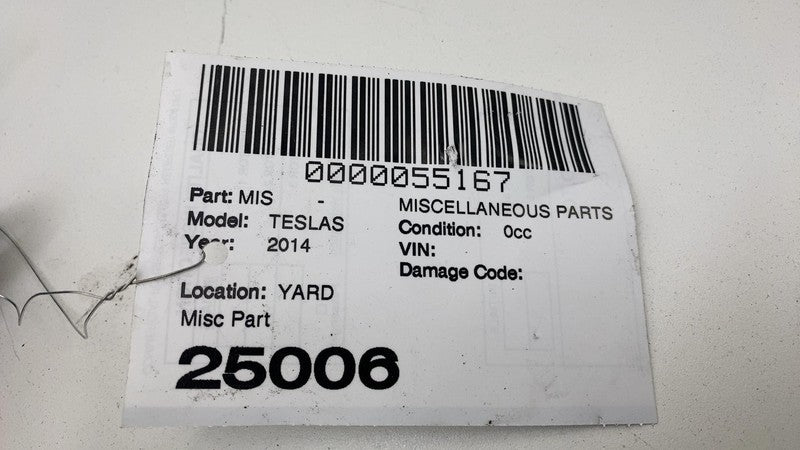 0000055167
Part: MIS - MISCELLANEOUS PARTS
Model: TESLAS Condition: 0cc
Year: 2014 VIN:
Damage Code:
Location: YARD
Misc Part
25006